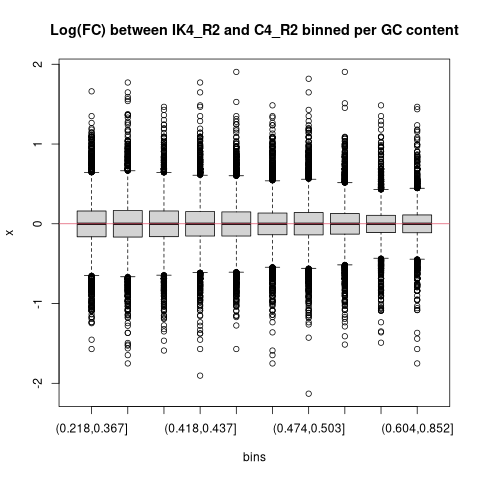 Log(FC) between IK4_R2 and C4_R2 binned per GC content
2
1
0
-1
-2
x
(0.218,0.367] (0.418,0.437] (0.474,0.503] (0.604,0.852]
bins